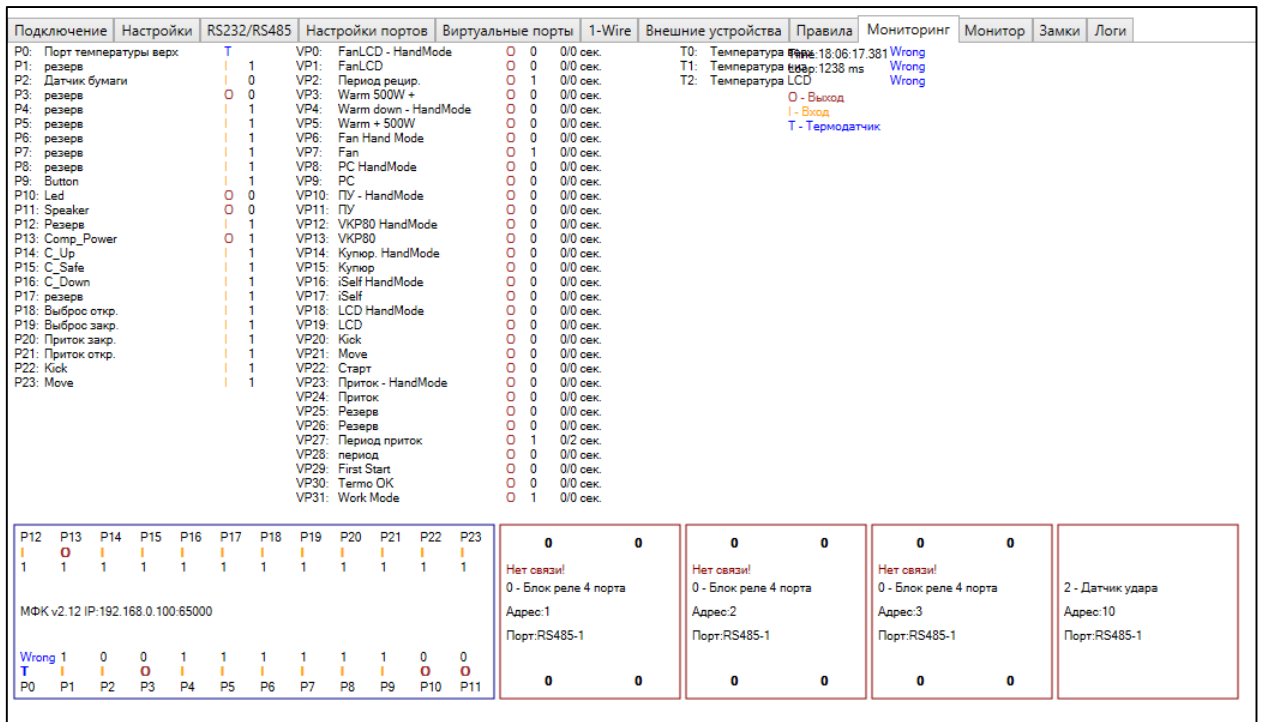 Подключение Настройки RS232/RS485 Настройки портов Виртуальные порты 1-Wire Внешние устройства Правила Мониторинг Монитор Замки Логи
P0: Порт температуры верх T
P1: резерв I 1
P2: Датчик бумаги I 0
P3: резерв O 0
P4: резерв I 1
P5: резерв I 1
P6: резерв I 1
P7: резерв I 1
P8: резерв I 1
P9: Button I 1
P10: Led O 0
P11: Speaker O 0
P12: Резерв I 1
P13: Comp_Power O 1
P14: C_Up I 1
P15: C_Safe I 1
P16: C_Down I 1
P17: резерв I 1
P18: Выброс откр. I 1
P19: Выброс закр. I 1
P20: Приток закр. I 1
P21: Приток откр. I 1
P22: Kick I 1
P23: Move I 1
VP0: FanLCD - HandMode O 0 0/0 сек.
VP1: FanLCD O 0 0/0 сек.
VP2: Период рецир. O 1 0/0 сек.
VP3: Warm 500W + O 0 0/0 сек.
VP4: Warm down - HandMode O 0 0/0 сек.
VP5: Warm + 500W O 0 0/0 сек.
VP6: Fan Hand Mode O 0 0/0 сек.
VP7: Fan O 1 0/0 сек.
VP8: PC HandMode O 0 0/0 сек.
VP9: PC O 0 0/0 сек.
VP10: ПУ - HandMode O 0 0/0 сек.
VP11: ПУ O 0 0/0 сек.
VP12: VKP80 HandMode O 0 0/0 сек.
VP13: VKP80 O 0 0/0 сек.
VP14: Купюр. HandMode O 0 0/0 сек.
VP15: Купюр O 0 0/0 сек.
VP16: iSelf HandMode O 0 0/0 сек.
VP17: iSelf O 0 0/0 сек.
VP18: LCD HandMode O 0 0/0 сек.
VP19: LCD O 0 0/0 сек.
VP20: Kick O 0 0/0 сек.
VP21: Move O 0 0/0 сек.
VP22: Старт O 0 0/0 сек.
VP23: Приток - HandMode O 0 0/0 сек.
VP24: Приток O 0 0/0 сек.
VP25: Резерв O 0 0/0 сек.
VP26: Резерв O 0 0/0 сек.
VP27: Период приток O 1 0/2 сек.
VP28: период O 0 0/0 сек.
VP29: First Start O 0 0/0 сек.
VP30: Termo OK O 0 0/0 сек.
VP31: Work Mode O 1 0/0 сек.
T0: Температура Wrong
T1: Температура Wrong
T2: Температура LCD Wrong
Time:18:06:17.381
Loop:1238 ms
O - Выход
I - Вход
T - Термодатчик
P12 P13 P14 P15 P16 P17 P18 P19 P20 P21 P22 P23
I O I I I I I I I I I I
1 1 1 1 1 1 1 1 1 1 1 1
МФК v2.12 IP:192.168.0.100:65000
Wrong 1 0 0 1 1 1 1 1 1 0 0
T I I O I I I I I I O O
P0 P1 P2 P3 P4 P5 P6 P7 P8 P9 P10 P11
0 0
Нет связи!
0 - Блок реле 4 порта
Адрес:1
Порт:RS485-1
0 0
0 0
Нет связи!
0 - Блок реле 4 порта
Адрес:2
Порт:RS485-1
0 0
0 0
Нет связи!
0 - Блок реле 4 порта
Адрес:3
Порт:RS485-1
0 0
2 - Датчик удара
Адрес:10
Порт:RS485-1